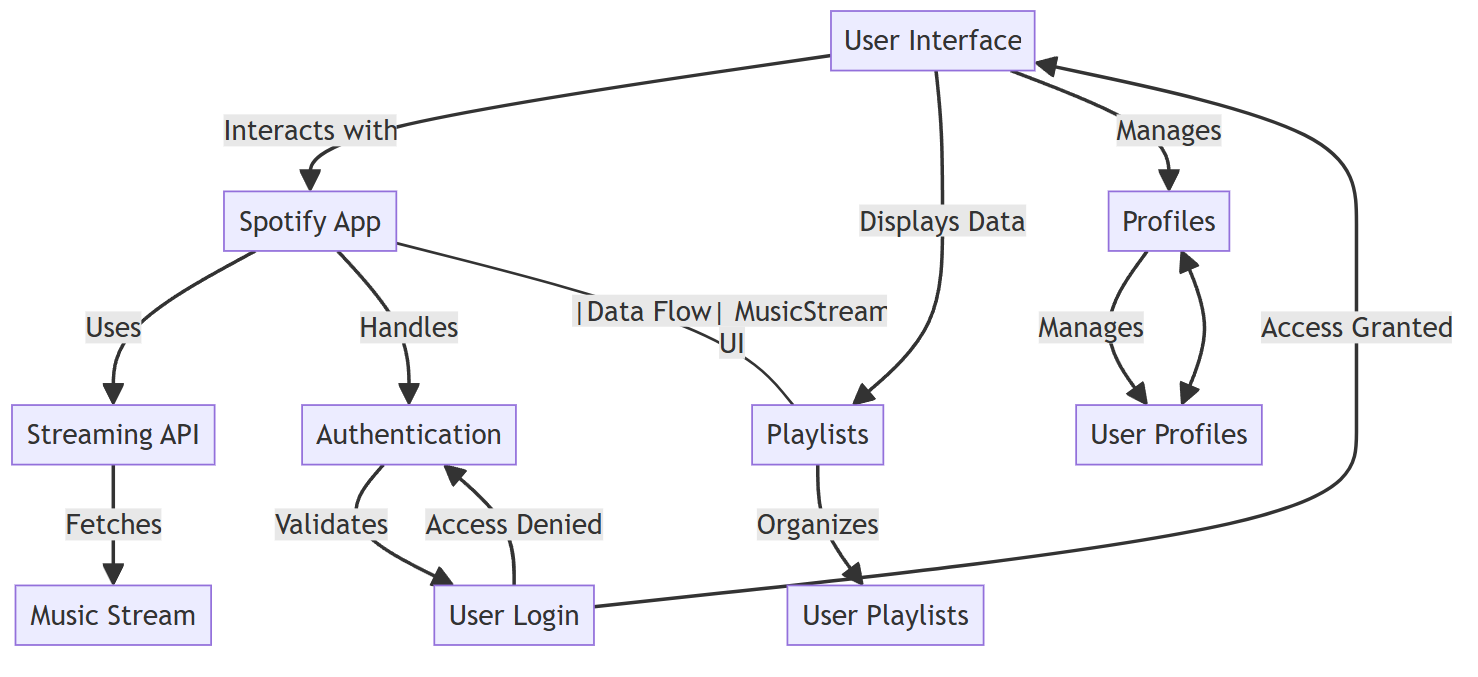 User Interface
Interacts with
Manages
Spotify App
Displays Data
Profiles
|Data Flow| MusicStream
UI
Uses
Handles
Manages
Access Granted
Streaming API
Authentication
Playlists
User Profiles
Fetches
Validates
Access Denied
Organizes
Music Stream
User Login
User Playlists